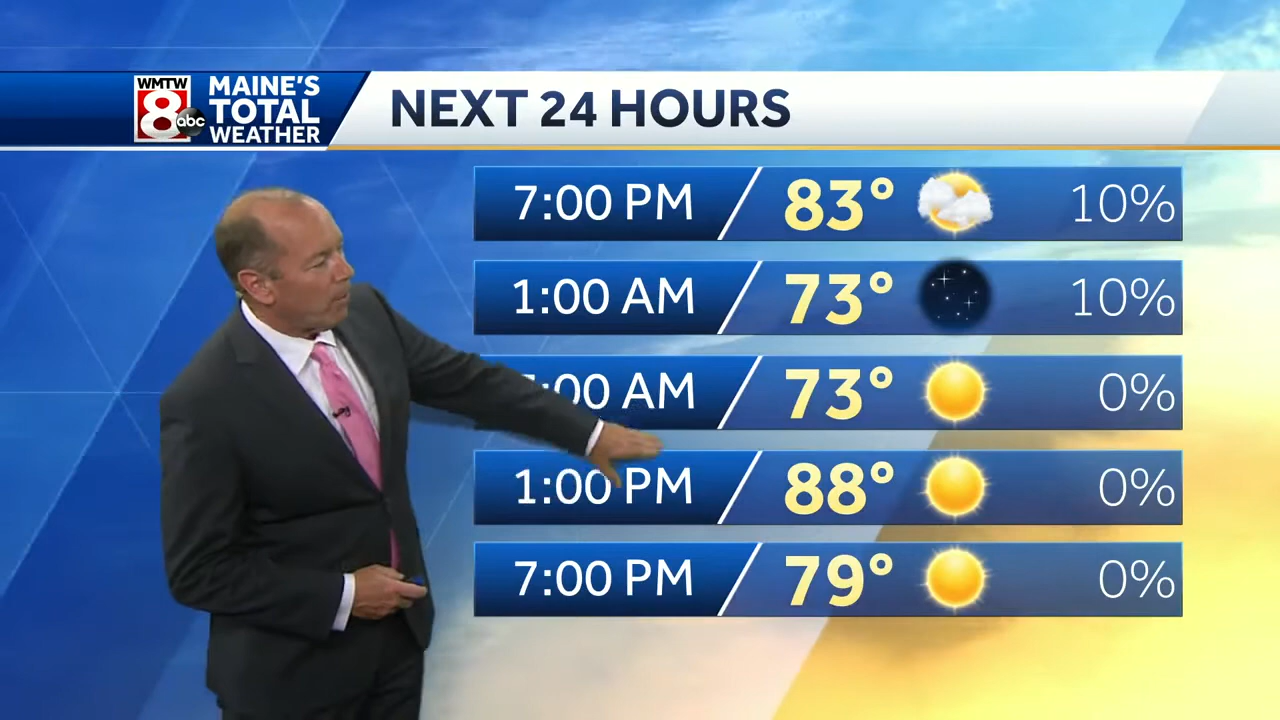 WMTW
8
abc
MAINE'S
TOTAL
WEATHER
NEXT 24 HOURS
7:00 PM 83° 10%
1:00 AM 73° 10%
:00 AM 73° 0%
1:00 PM 88° 0%
7:00 PM 79° 0%